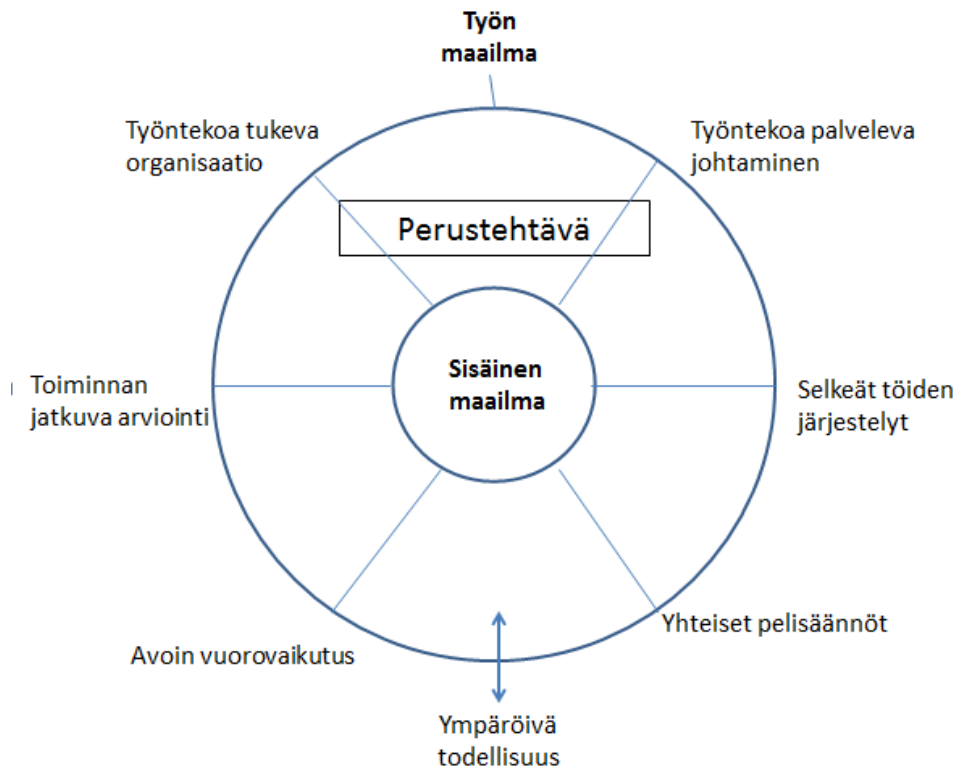 Työn
maailma
Työntekoa tukeva
organisaatio
Työntekoa palveleva
johtaminen
Perustehtävä
Sisäinen
maailma
Toiminnan
jatkuva arviointi
Selkeät töiden
järjestelyt
Yhteiset pelisäännöt
Avoin vuorovaikutus
Ympäröivä
todellisuus